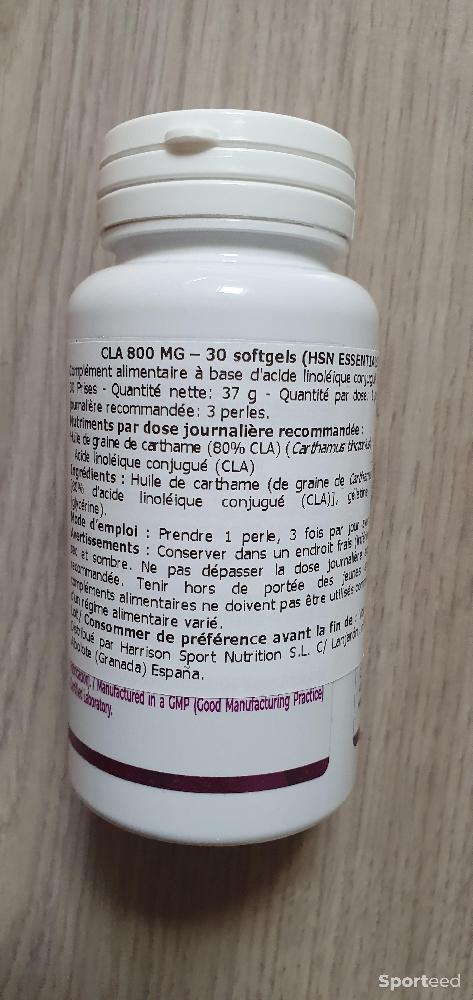 CLA 800 MG – 30 softgels (HSN ESSENTIA
Complément alimentaire à base d'acide linoléique conjugu
30 Prises - Quantité nette: 37 g - Quantité par dose:
journalière recommandée: 3 perles.
Nutriments par dose journalière recommandée :
Huile de graine de carthame (80% CLA) (Carthamus tinctorius
Acide linoléique conjugué (CLA)
Ingrédients : Huile de carthame (de graine de Carthamus
[80% d'acide linoléique conjugué (CLA)], gélatine
(glycérine).
Mode d'emploi : Prendre 1 perle, 3 fois par jour
Avertissements : Conserver dans un endroit frais
sec et sombre. Ne pas dépasser la dose journalière
recommandée. Tenir hors de portée des jeunes
compléments alimentaires ne doivent pas être utilisés
d'un régime alimentaire varié.
Lot/ Consommer de préférence avant la fin de :
Distribué par Harrison Sport Nutrition S.L. C/ Lanjarón
Albolote (Granada) España.
/ Manufactured in a GMP (Good Manufacturing Practice)
Laboratory.
Sporteed